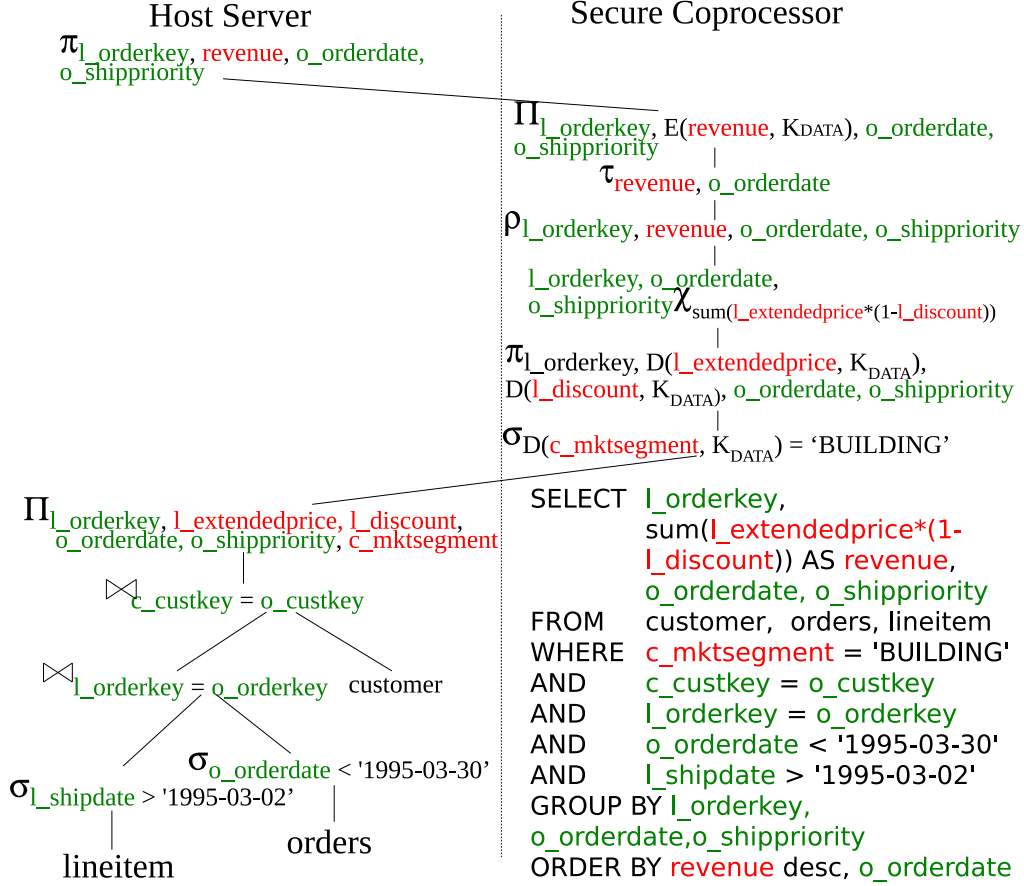 Host Server
Secure Coprocessor
πl_orderkey, revenue, o_orderdate,
o_shippriority
Πl_orderkey, E(revenue, KDATA), o_orderdate,
o_shippriority
τrevenue, o_orderdate
ρl_orderkey, revenue, o_orderdate, o_shippriority
l_orderkey, o_orderdate,
o_shippriorityχsum(l_extendedprice*(1-l_discount))
πl_orderkey, D(l_extendedprice, KDATA),
D(l_discount, KDATA), o_orderdate, o_shippriority
σD(c_mktsegment, KDATA) = ‘BUILDING’
Πl_orderkey, l_extendedprice, l_discount,
o_orderdate, o_shippriority, c_mktsegment
⋈c_custkey = o_custkey
⋈l_orderkey = o_orderkey
customer
σo_orderdate < '1995-03-30’
σl_shipdate > '1995-03-02’
orders
lineitem
SELECT l_orderkey,
sum(l_extendedprice*(1-
l_discount)) AS revenue,
o_orderdate, o_shippriority
FROM customer, orders, lineitem
WHERE c_mktsegment = 'BUILDING'
AND c_custkey = o_custkey
AND l_orderkey = o_orderkey
AND o_orderdate < '1995-03-30'
AND l_shipdate > '1995-03-02'
GROUP BY l_orderkey,
o_orderdate,o_shippriority
ORDER BY revenue desc, o_orderdate